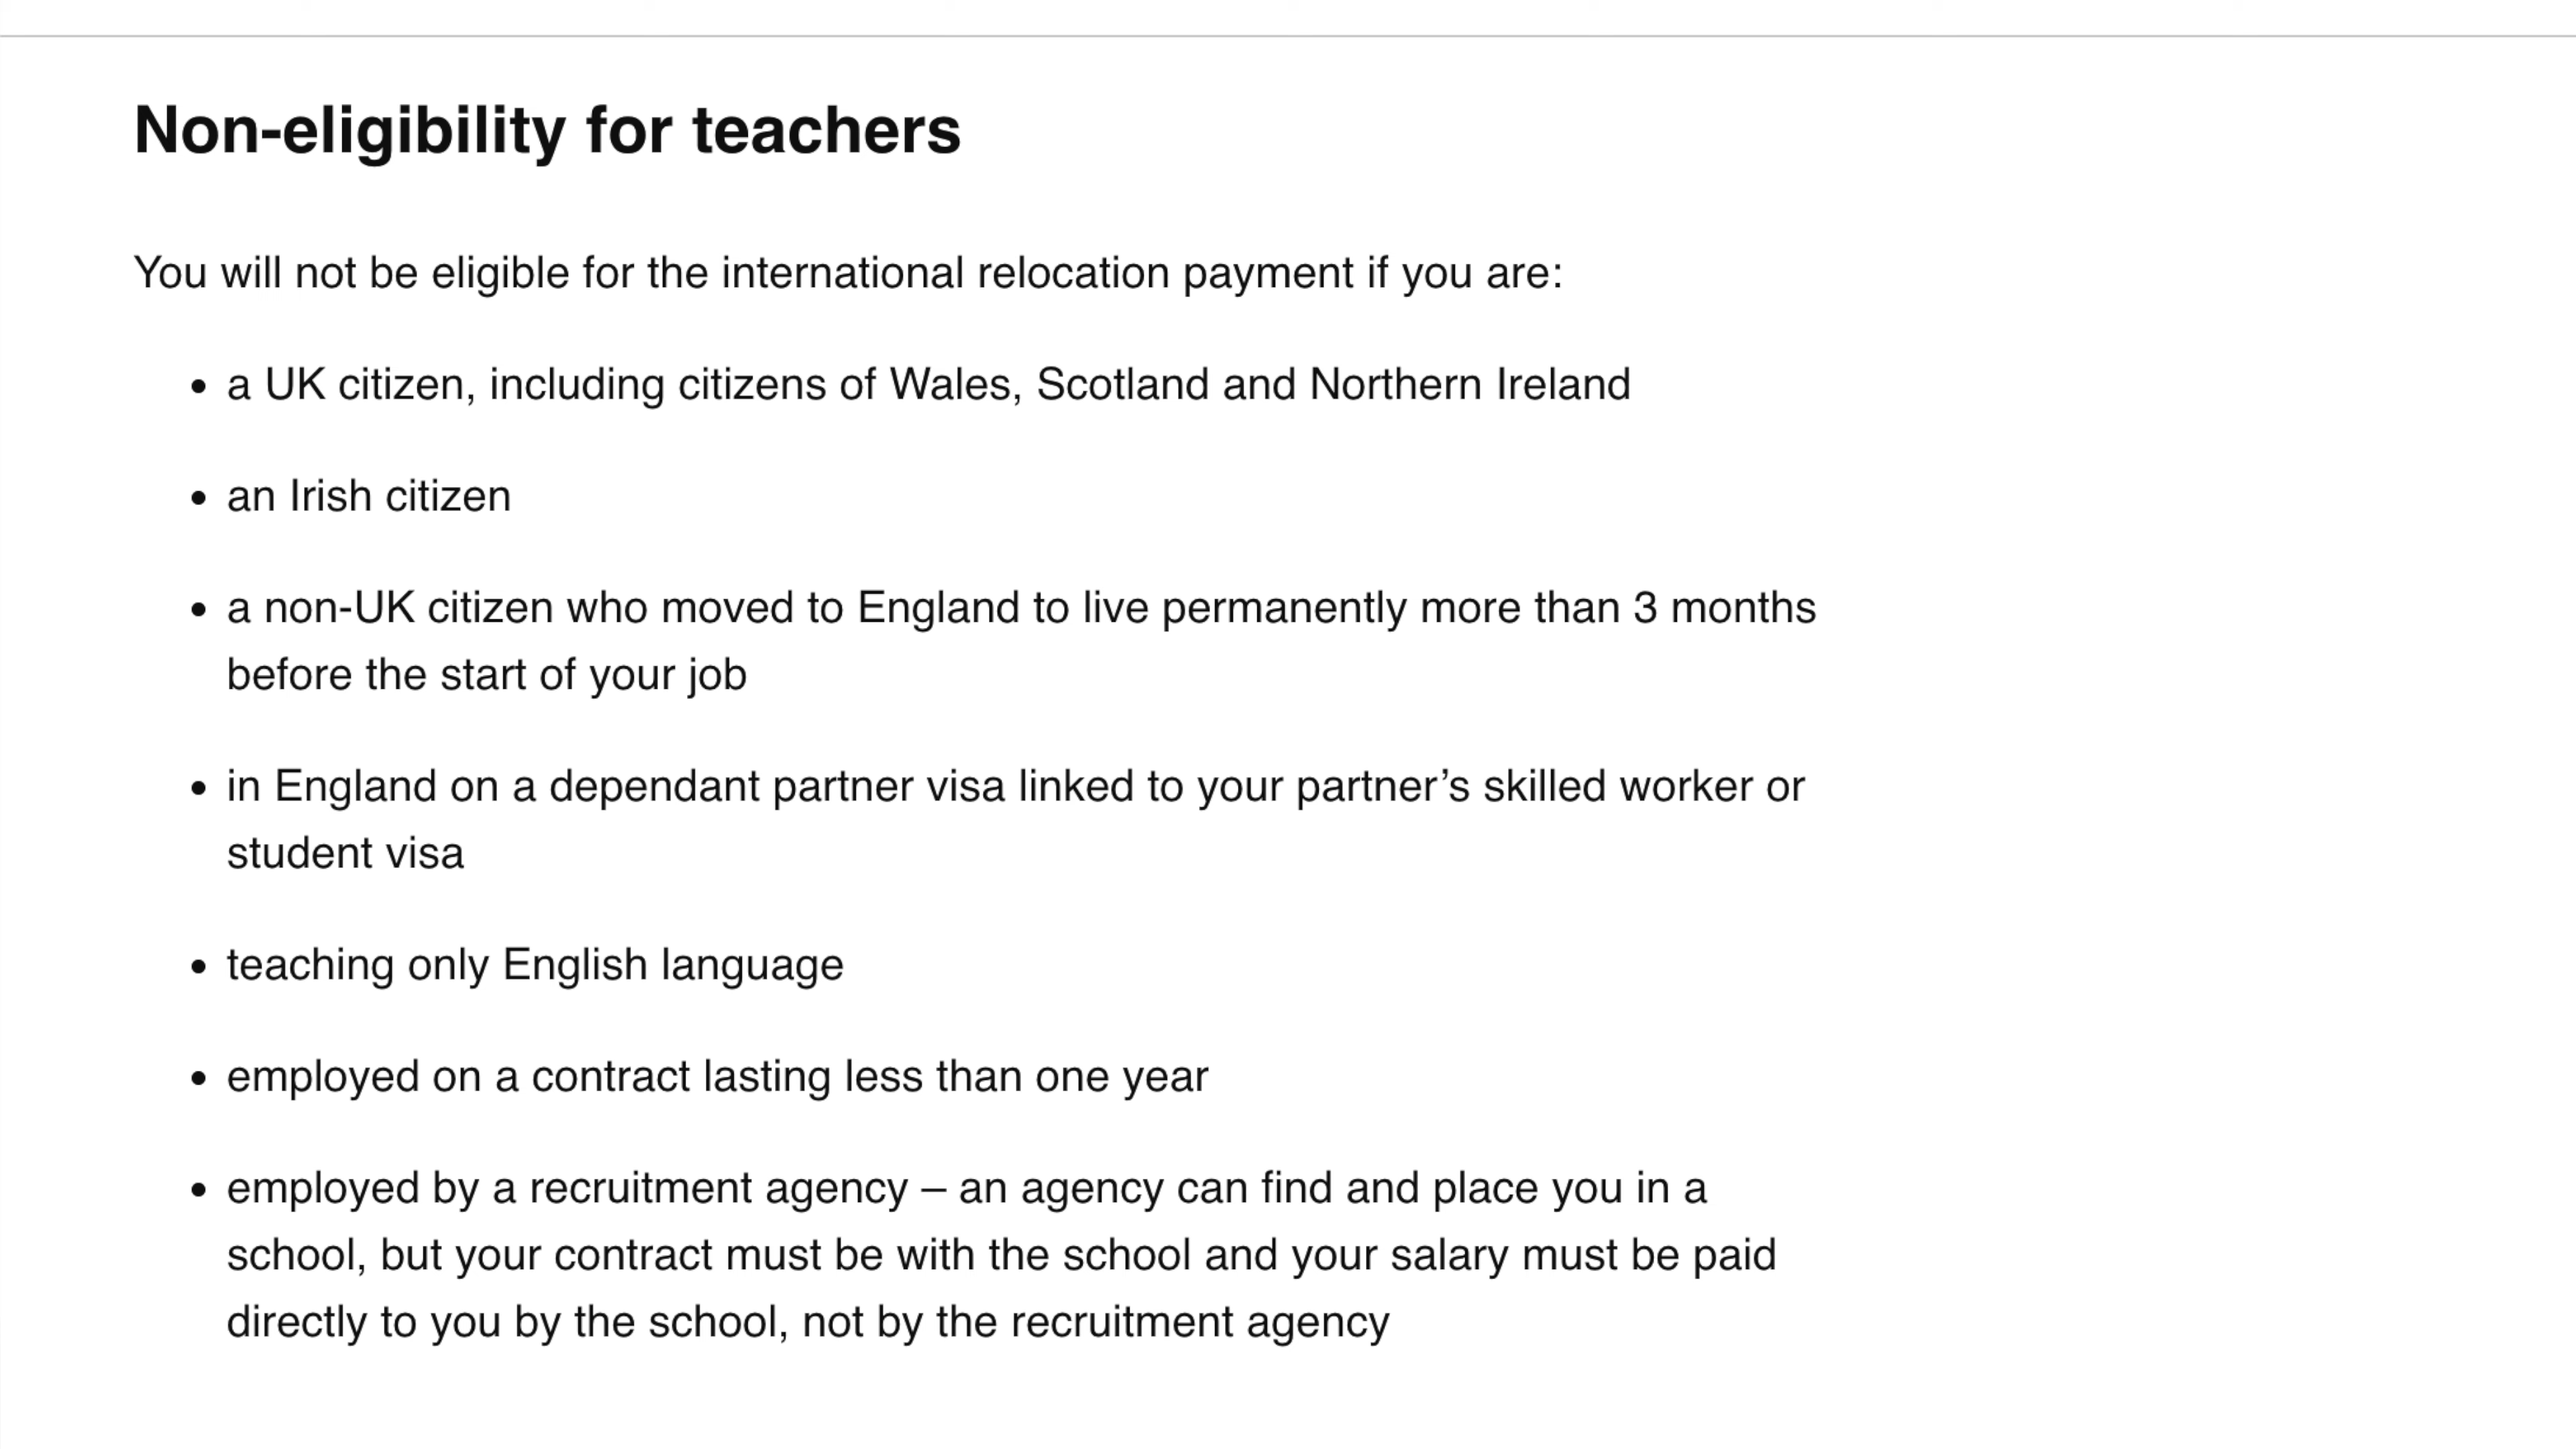 Non-eligibility for teachers
You will not be eligible for the international relocation payment if you are:
• a UK citizen, including citizens of Wales, Scotland and Northern Ireland
• an Irish citizen
• a non-UK citizen who moved to England to live permanently more than 3 months
before the start of your job
• in England on a dependant partner visa linked to your partner’s skilled worker or
student visa
• teaching only English language
• employed on a contract lasting less than one year
• employed by a recruitment agency – an agency can find and place you in a
school, but your contract must be with the school and your salary must be paid
directly to you by the school, not by the recruitment agency